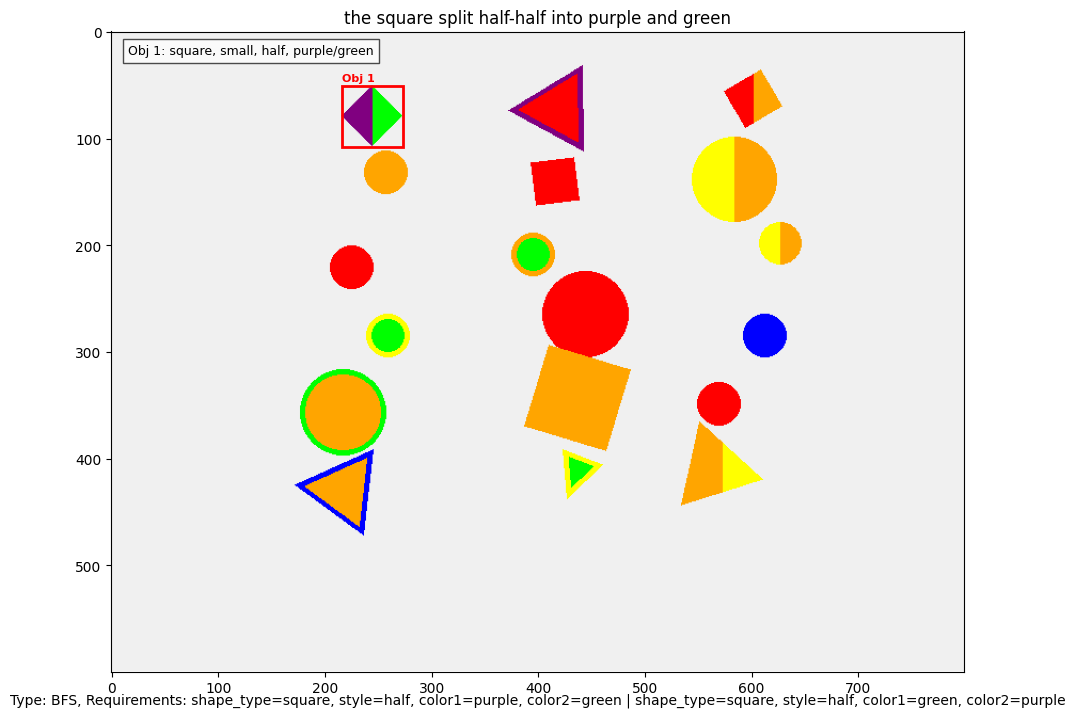 the square split half-half into purple and green
0
Obj 1: square, small, half, purple/green
Obj 1
100
200
300
400
500
0 100 200 300 400 500 600 700
Type: BFS, Requirements: shape_type=square, style=half, color1=purple, color2=green | shape_type=square, style=half, color1=green, color2=purple